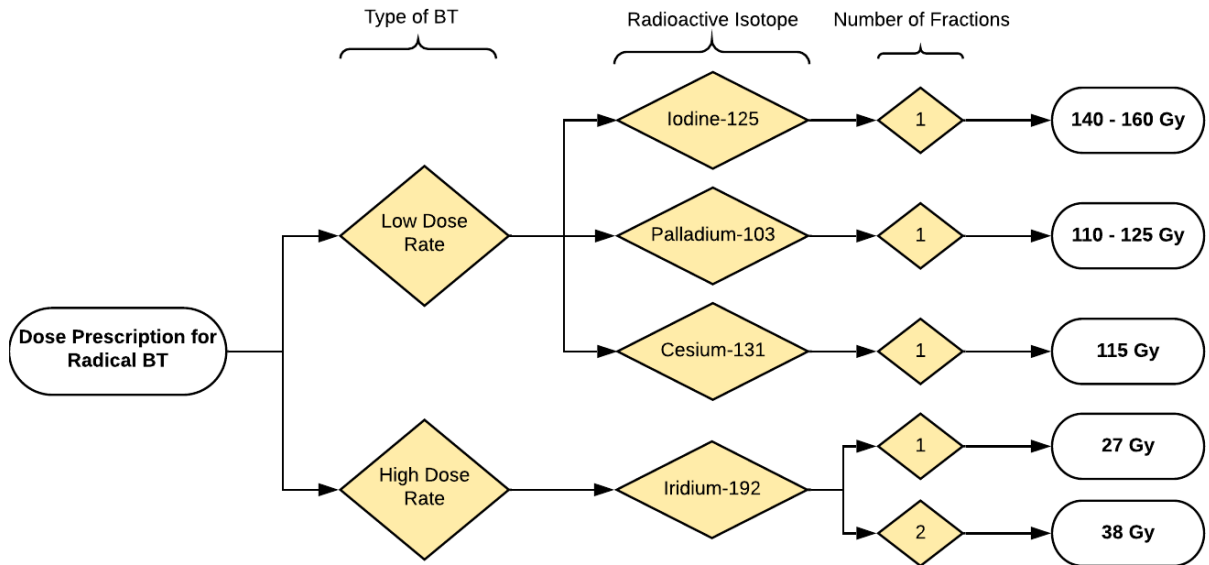 Type of BT
Radioactive Isotope
Number of Fractions
Iodine-125
1
140 - 160 Gy
Low Dose
Rate
Palladium-103
1
110 - 125 Gy
Dose Prescription for
Radical BT
Cesium-131
1
115 Gy
High Dose
Rate
Iridium-192
1
27 Gy
2
38 Gy